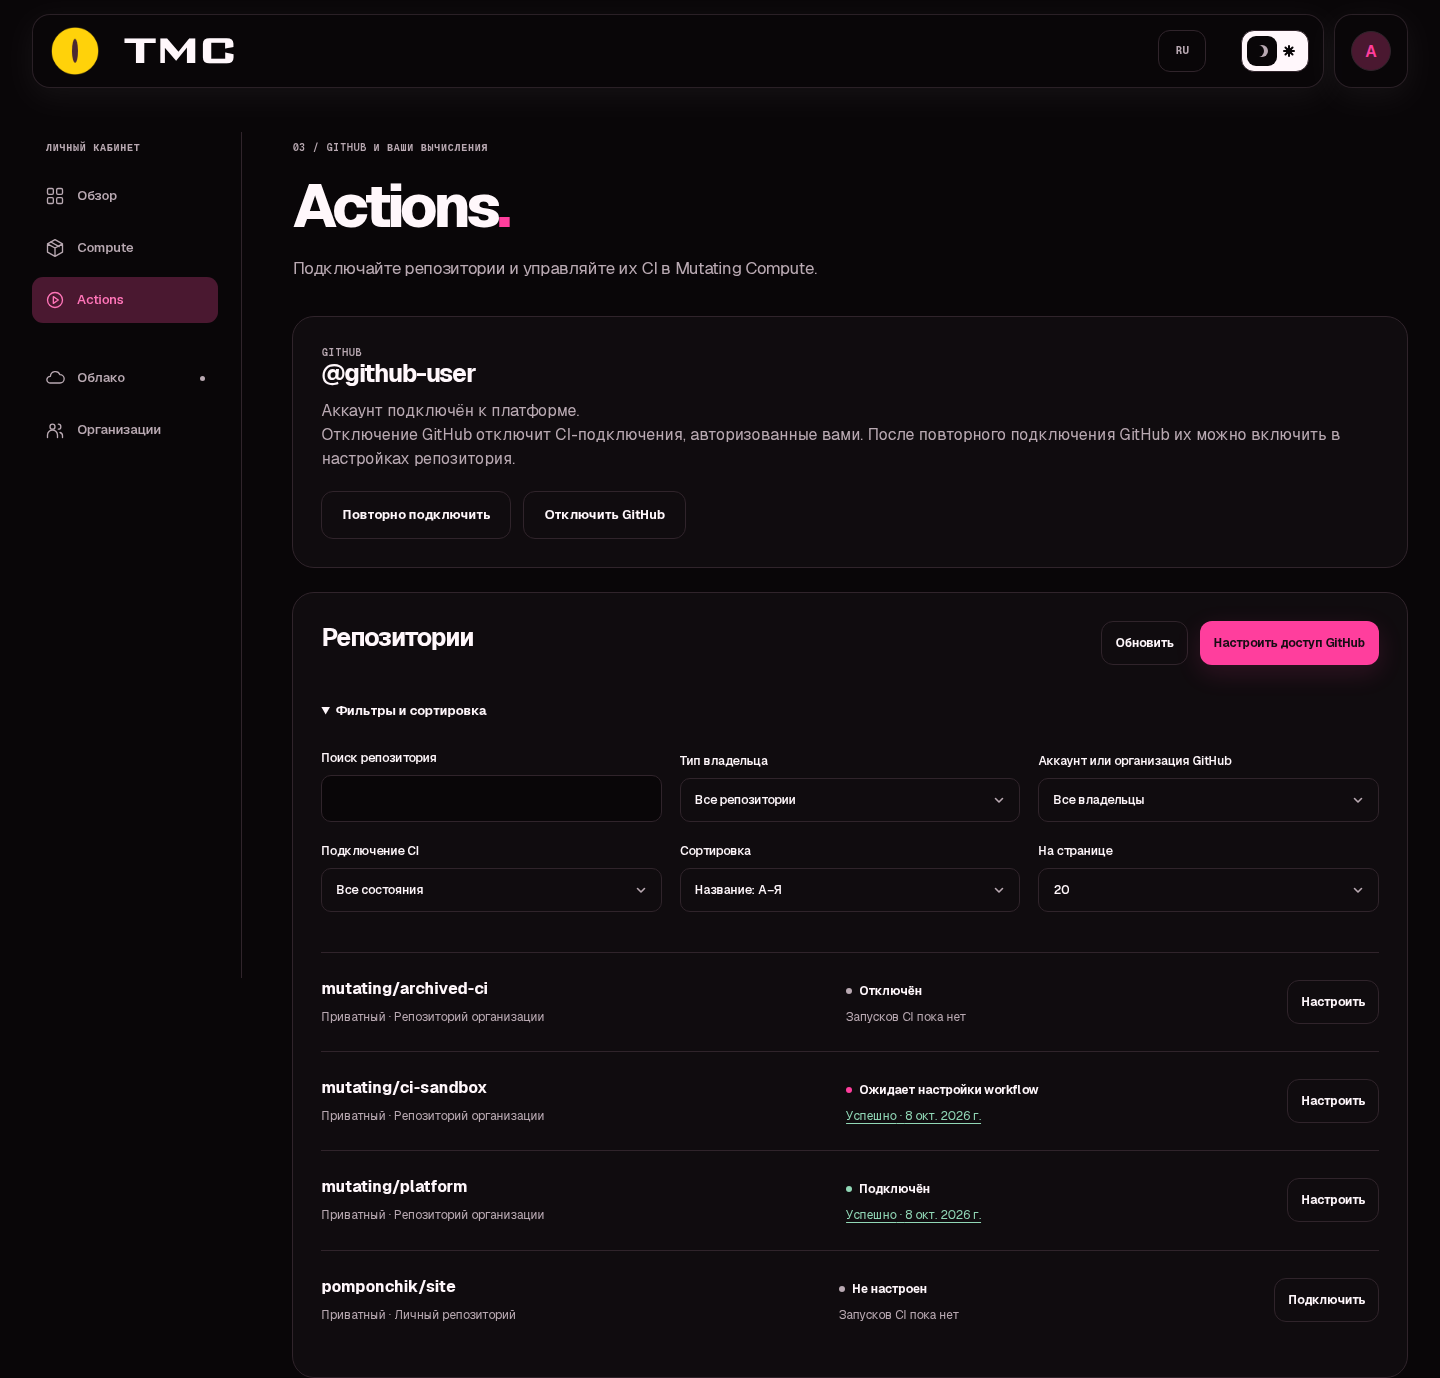 TMC
RU
A
ЛИЧНЫЙ КАБИНЕТ
Обзор
Compute
Actions
Облако
Организации
03 / GITHUB И ВАШИ ВЫЧИСЛЕНИЯ
Actions.
Подключайте репозитории и управляйте их CI в Mutating Compute.
GITHUB
@github-user
Аккаунт подключён к платформе.
Отключение GitHub отключит CI-подключения, авторизованные вами. После повторного подключения GitHub их можно включить в
настройках репозитория.
Повторно подключить
Отключить GitHub
Репозитории
Обновить
Настроить доступ GitHub
Фильтры и сортировка
Поиск репозитория
Тип владельца
Все репозитории
Аккаунт или организация GitHub
Все владельцы
Подключение CI
Все состояния
Сортировка
Название: А–Я
На странице
20
mutating/archived-ci
Приватный · Репозиторий организации
Отключён
Запусков CI пока нет
Настроить
mutating/ci-sandbox
Приватный · Репозиторий организации
Ожидает настройки workflow
Успешно · 8 окт. 2026 г.
Настроить
mutating/platform
Приватный · Репозиторий организации
Подключён
Успешно · 8 окт. 2026 г.
Настроить
pomponchik/site
Приватный · Личный репозиторий
Не настроен
Запусков CI пока нет
Подключить